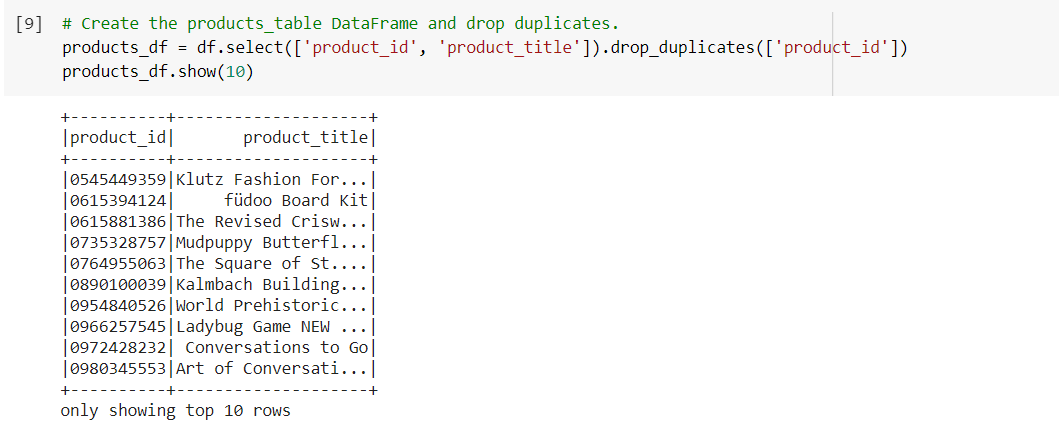 [9] # Create the products_table DataFrame and drop duplicates.
products_df = df.select(['product_id', 'product_title']).drop_duplicates(['product_id'])
products_df.show(10)
+----------+--------------------+
|product_id|       product_title|
+----------+--------------------+
|0545449359|Klutz Fashion For...|
|0615394124|     füdoo Board Kit|
|0615881386|The Revised Crisw...|
|0735328757|Mudpuppy Butterfl...|
|0764955063|The Square of St....|
|0890100039|Kalmbach Building...|
|0954840526|World Prehistoric...|
|0966257545|Ladybug Game NEW ...|
|0972428232| Conversations to Go|
|0980345553|Art of Conversati...|
+----------+--------------------+
only showing top 10 rows